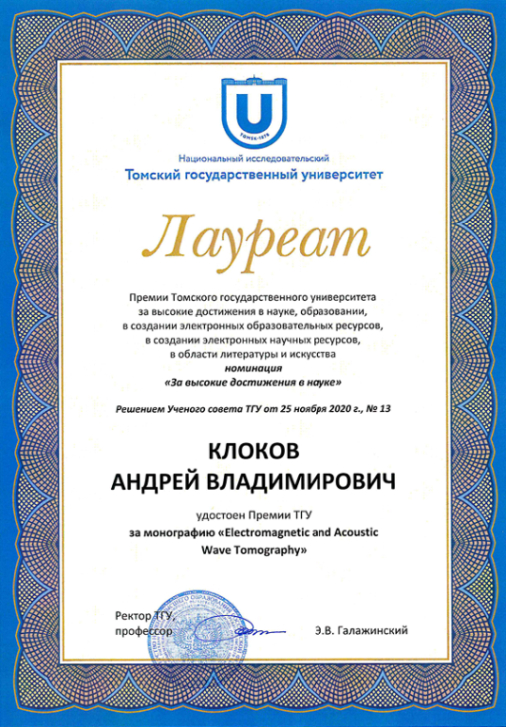 U
ТОМСК-1878
Национальный исследовательский
Томский государственный университет
Лауреат
Премии Томского государственного университета
за высокие достижения в науке, образовании,
в создании электронных образовательных ресурсов,
в создании электронных научных ресурсов,
в области литературы и искусства
номинация
«За высокие достижения в науке»
Решением Ученого совета ТГУ от 25 ноября 2020 г., № 13
КЛОКОВ
АНДРЕЙ ВЛАДИМИРОВИЧ
удостоен Премии ТГУ
за монографию «Electromagnetic and Acoustic
Wave Tomography»
Ректор ТГУ,
профессор
Э.В. Галажинский